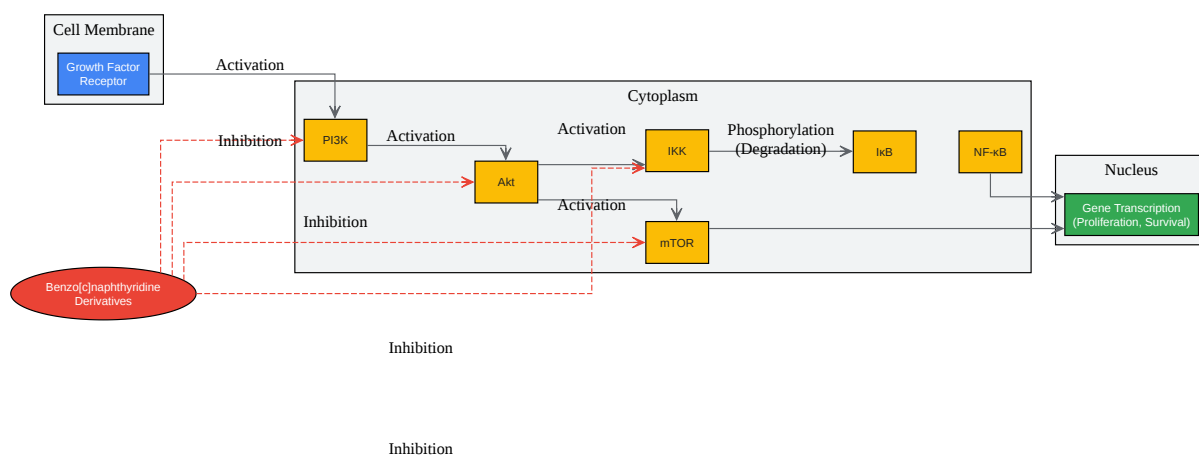 Cell Membrane
Growth Factor
Receptor
Activation
Cytoplasm
PI3K
Inhibition
Activation
Activation
IKK
Phosphorylation
(Degradation)
IκB
NF-κB
Akt
Nucleus
Gene Transcription
(Proliferation, Survival)
Activation
Inhibition
mTOR
Benzo[c]naphthyridine
Derivatives
Inhibition
Inhibition